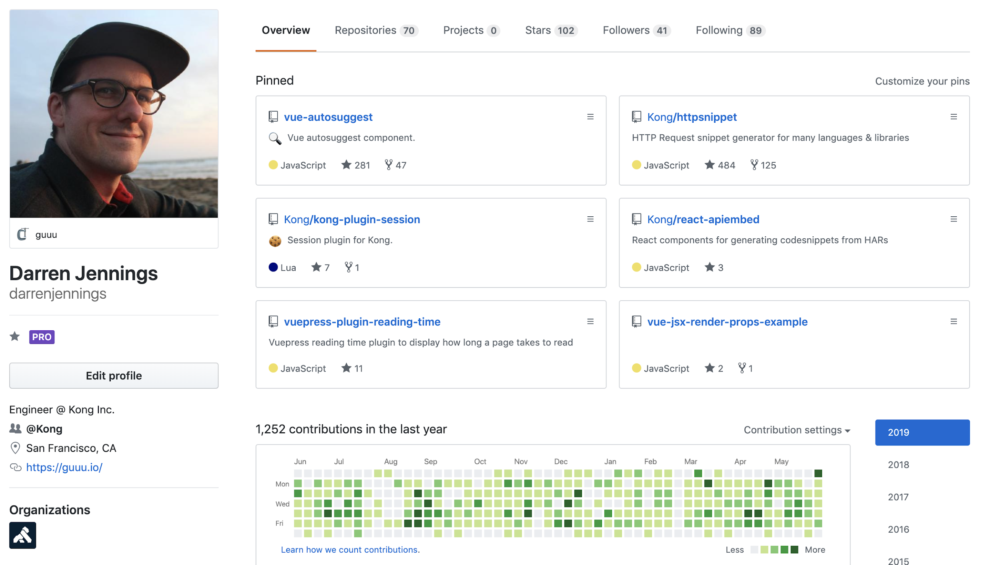 Overview Repositories 70 Projects 0 Stars 102 Followers 41 Following 89
guuu
Darren Jennings
darrenjennings
PRO
Edit profile
Engineer @ Kong Inc.
@Kong
San Francisco, CA
https://guuu.io/
Organizations
Pinned
Customize your pins
vue-autosuggest
Vue autosuggest component.
JavaScript 281 47
Kong/httpsnippet
HTTP Request snippet generator for many languages & libraries
JavaScript 484 125
Kong/kong-plugin-session
Session plugin for Kong.
Lua 7 1
Kong/react-apiembed
React components for generating codesnippets from HARs
JavaScript 3
vuepress-plugin-reading-time
Vuepress reading time plugin to display how long a page takes to read
JavaScript 11
vue-jsx-render-props-example
JavaScript 2 1
1,252 contributions in the last year
Contribution settings
Jun Jul Aug Sep Oct Nov Dec Jan Feb Mar Apr May
Mon
Wed
Fri
Learn how we count contributions.
Less More
2019
2018
2017
2016
2015